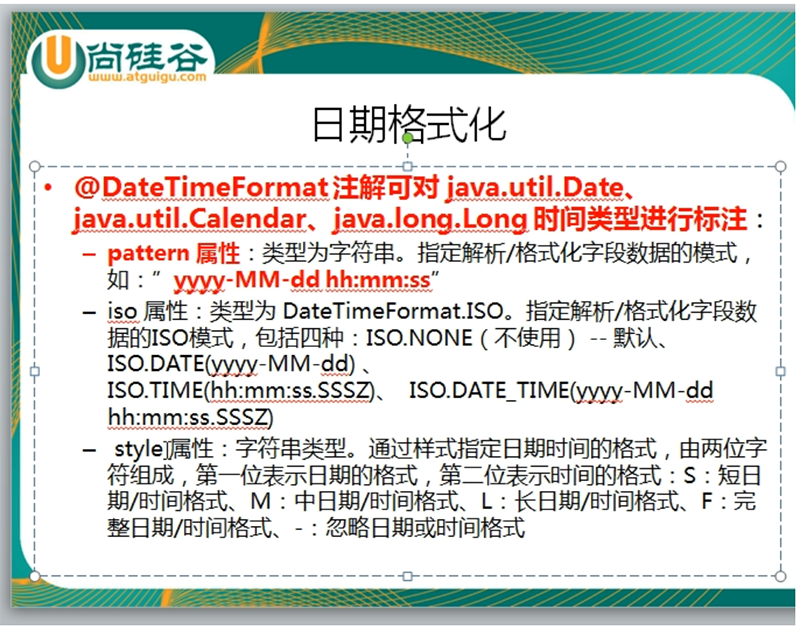 尚硅谷
www.atguigu.com
日期格式化
• @DateTimeFormat 注解可对 java.util.Date、
java.util.Calendar、java.long.Long 时间类型进行标注：
– pattern 属性：类型为字符串。指定解析/格式化字段数据的模式，
如：” yyyy-MM-dd hh:mm:ss”
– iso 属性：类型为 DateTimeFormat.ISO。指定解析/格式化字段数
据的ISO模式，包括四种：ISO.NONE（不使用） -- 默认、
ISO.DATE(yyyy-MM-dd) 、
ISO.TIME(hh:mm:ss.SSSZ)、 ISO.DATE_TIME(yyyy-MM-dd
hh:mm:ss.SSSZ)
– style属性：字符串类型。通过样式指定日期时间的格式，由两位字
符组成，第一位表示日期的格式，第二位表示时间的格式：S：短日
期/时间格式、M：中日期/时间格式、L：长日期/时间格式、F：完
整日期/时间格式、-：忽略日期或时间格式